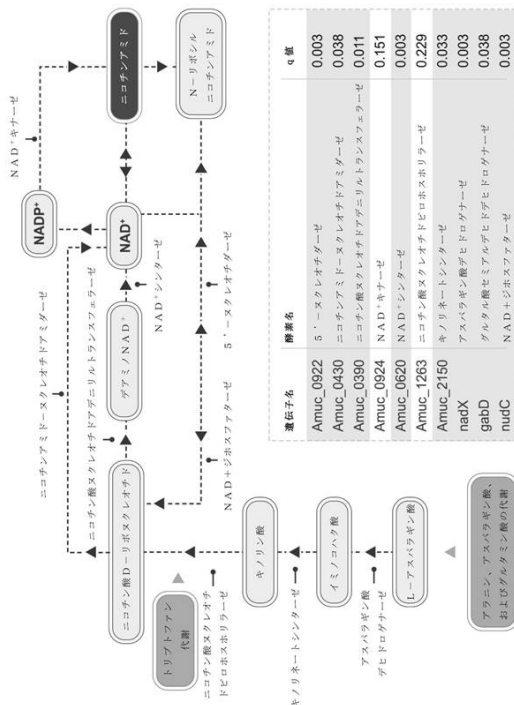 NAD⁺キナーゼ
NADP⁺
ニコチンアミド
ニコチンアミドーヌクレオチドアミダーゼ
ニコチン酸ヌクレオチドアデニリルトランスフェラーゼ
ニコチン酸D－リボヌクレオチド
デアミノNAD⁺
NAD⁺
NAD⁺シンターゼ
N－リボシル
ニコチンアミド
NAD＋ジホスファターゼ
5'－ヌクレオチダーゼ
トリプトファン
代謝
ニコチン酸ヌクレオチ
ドピロホスホリラーゼ
キノリン酸
キノリネートシンターゼ
イミノコハク酸
アスパラギン酸
デヒドロゲナーゼ
L－アスパラギン酸
アラニン、アスパラギン酸、
およびグルタミン酸の代謝
遺伝子名 酵素名 q値
Amuc_0922 5'－ヌクレオチダーゼ 0.003
Amuc_0430 ニコチンアミドーヌクレオチドアミダーゼ 0.038
Amuc_0390 ニコチン酸ヌクレオチドアデニリルトランスフェラーゼ 0.011
Amuc_0924 NAD⁺キナーゼ 0.151
Amuc_0620 NAD⁺シンターゼ 0.003
Amuc_1263 ニコチン酸ヌクレオチドピロホスホリラーゼ 0.229
Amuc_2150 キノリネートシンターゼ 0.033
nadX アスパラギン酸デヒドロゲナーゼ 0.003
gabD グルタル酸セミアルデヒドデヒドロゲナーゼ 0.038
nudC NAD＋ジホスファターゼ 0.003